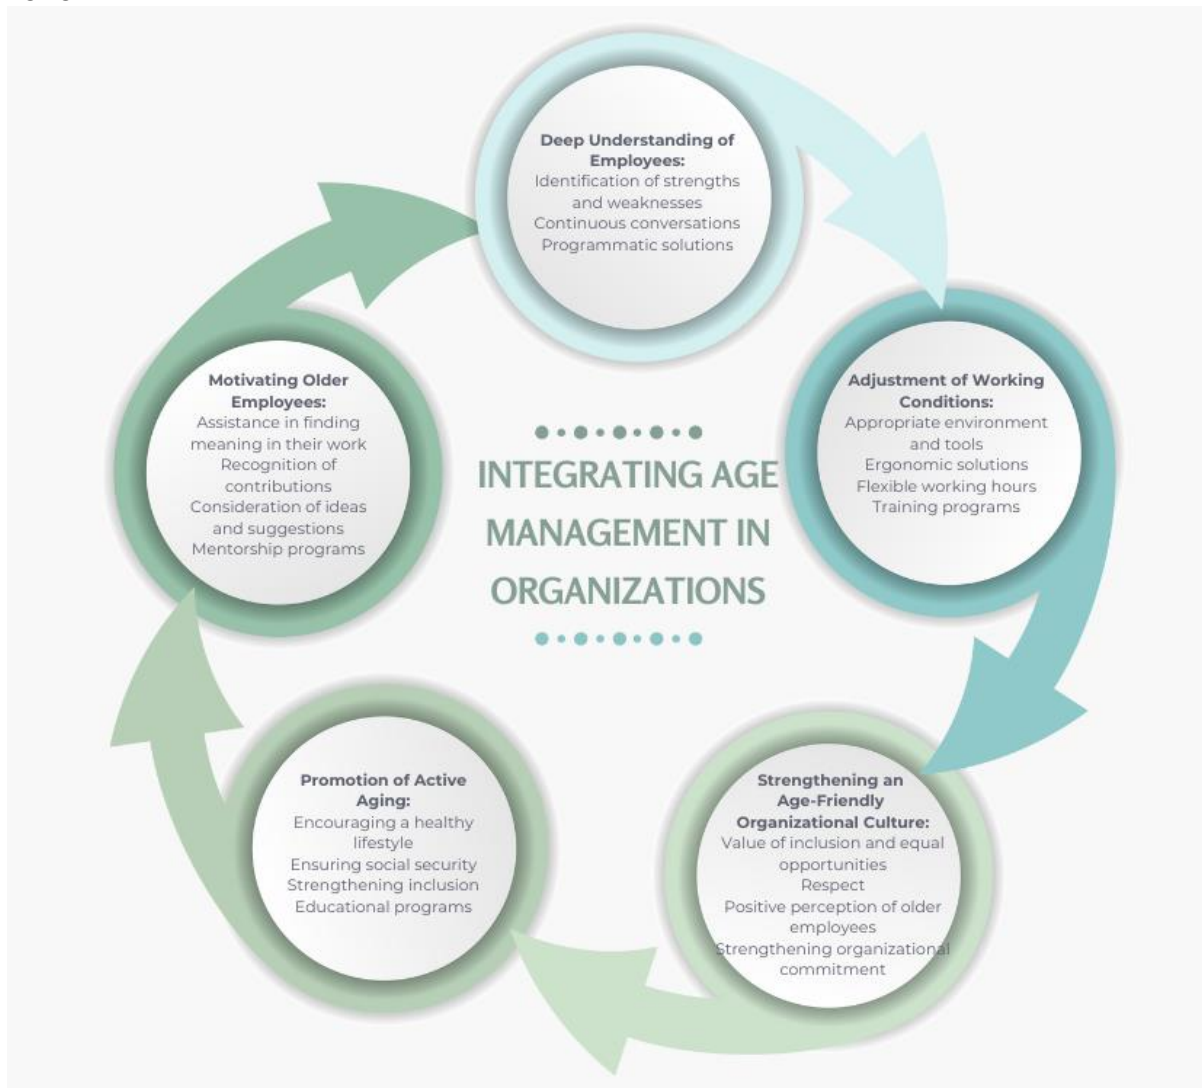 Deep Understanding of
Employees:
Identification of strengths
and weaknesses
Continuous conversations
Programmatic solutions
Adjustment of Working
Conditions:
Appropriate environment
and tools
Ergonomic solutions
Flexible working hours
Training programs
Strengthening an
Age-Friendly
Organizational Culture:
Value of inclusion and equal
opportunities
Respect
Positive perception of older
employees
Strengthening organizational
commitment
Promotion of Active
Aging:
Encouraging a healthy
lifestyle
Ensuring social security
Strengthening inclusion
Educational programs
Motivating Older
Employees:
Assistance in finding
meaning in their work
Recognition of
contributions
Consideration of ideas
and suggestions
Mentorship programs
INTEGRATING AGE
MANAGEMENT IN
ORGANIZATIONS